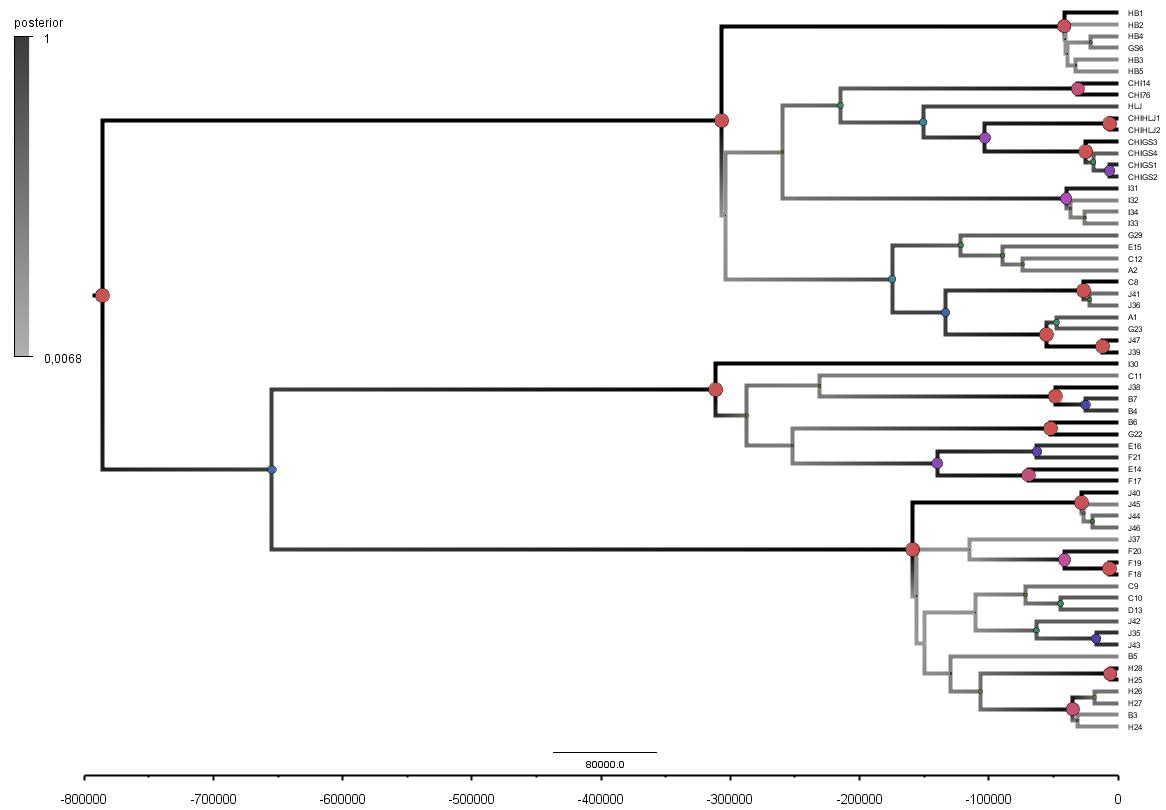 posterior
1
0,0068
HB1
HB2
HB4
GS6
HB3
HB5
CHI14
CHI76
HLJ
CHIHLJ1
CHIHLJ2
CHIGS3
CHIGS4
CHIGS1
CHIGS2
I31
I32
I34
I33
G29
E15
C12
A2
C8
J41
J36
A1
G23
J47
J39
I30
C11
J38
B7
B4
B6
G22
E16
F21
E14
F17
J40
J45
J44
J46
J37
F20
F19
F18
C9
C10
D13
J42
J35
J43
B5
H28
H25
H26
H27
B3
H24
80000.0
-800000 -700000 -600000 -500000 -400000 -300000 -200000 -100000 0